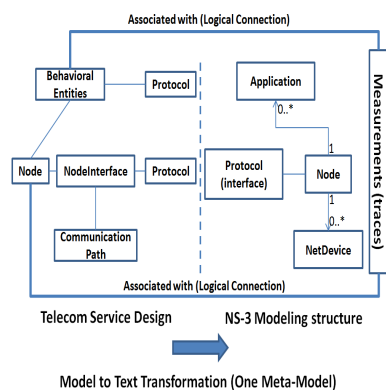 Associated with (Logical Connection)
Behavioral
Entities
Protocol
Application
0..*
1
Node
NodeInterface
Protocol
Protocol
(interface)
Node
1
0..*
Communication
Path
NetDevice
Measurements (traces)
Associated with (Logical Connection)
Telecom Service Design
NS-3 Modeling structure
Model to Text Transformation (One Meta-Model)